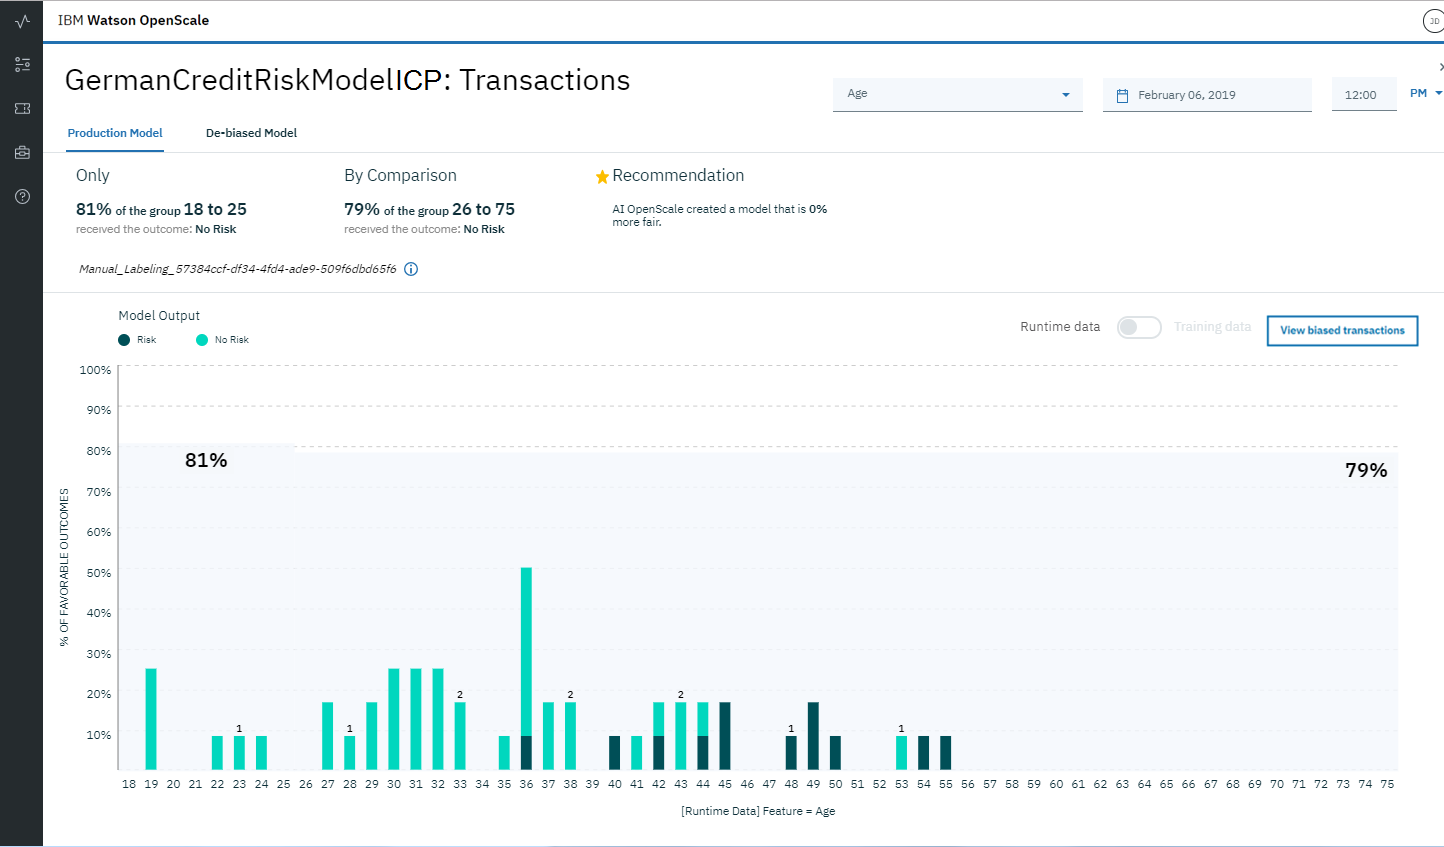 IBM Watson OpenScale
JD
GermanCreditRiskModelICP: Transactions
Age
February 06, 2019
12:00
PM
Production Model
De-biased Model
Only
By Comparison
Recommendation
81% of the group 18 to 25
79% of the group 26 to 75
AI OpenScale created a model that is 0%
more fair.
received the outcome: No Risk
received the outcome: No Risk
Manual_Labeling_57384ccf-df34-4fd4-ade9-509f6dbd65f6
Model Output
Risk
No Risk
Runtime data
Training data
View biased transactions
100%
90%
80%
81%
79%
70%
60%
50%
40%
30%
20%
10%
% OF FAVORABLE OUTCOMES
2
2
2
1
1
1
1
18 19 20 21 22 23 24 25 26 27 28 29 30 31 32 33 34 35 36 37 38 39 40 41 42 43 44 45 46 47 48 49 50 51 52 53 54 55 56 57 58 59 60 61 62 63 64 65 66 67 68 69 70 71 72 73 74 75
[Runtime Data] Feature = Age